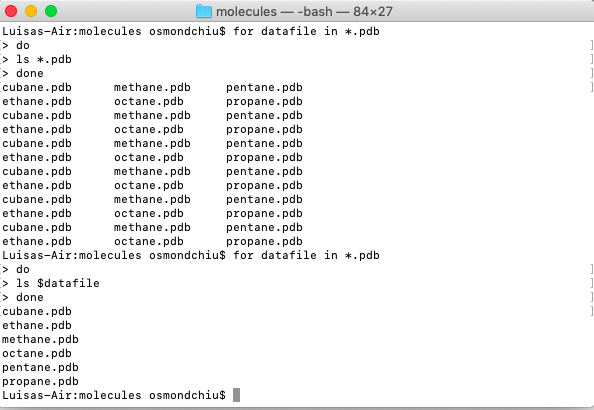 molecules — -bash — 84×27
Luisas-Air:molecules osmondchiu$ for datafile in *.pdb
> do
> ls *.pdb
> done
cubane.pdb methane.pdb pentane.pdb
ethane.pdb octane.pdb propane.pdb
cubane.pdb methane.pdb pentane.pdb
ethane.pdb octane.pdb propane.pdb
cubane.pdb methane.pdb pentane.pdb
ethane.pdb octane.pdb propane.pdb
cubane.pdb methane.pdb pentane.pdb
ethane.pdb octane.pdb propane.pdb
cubane.pdb methane.pdb pentane.pdb
ethane.pdb octane.pdb propane.pdb
cubane.pdb methane.pdb pentane.pdb
ethane.pdb octane.pdb propane.pdb
Luisas-Air:molecules osmondchiu$ for datafile in *.pdb
> do
> ls $datafile
> done
cubane.pdb
ethane.pdb
methane.pdb
octane.pdb
pentane.pdb
propane.pdb
Luisas-Air:molecules osmondchiu$